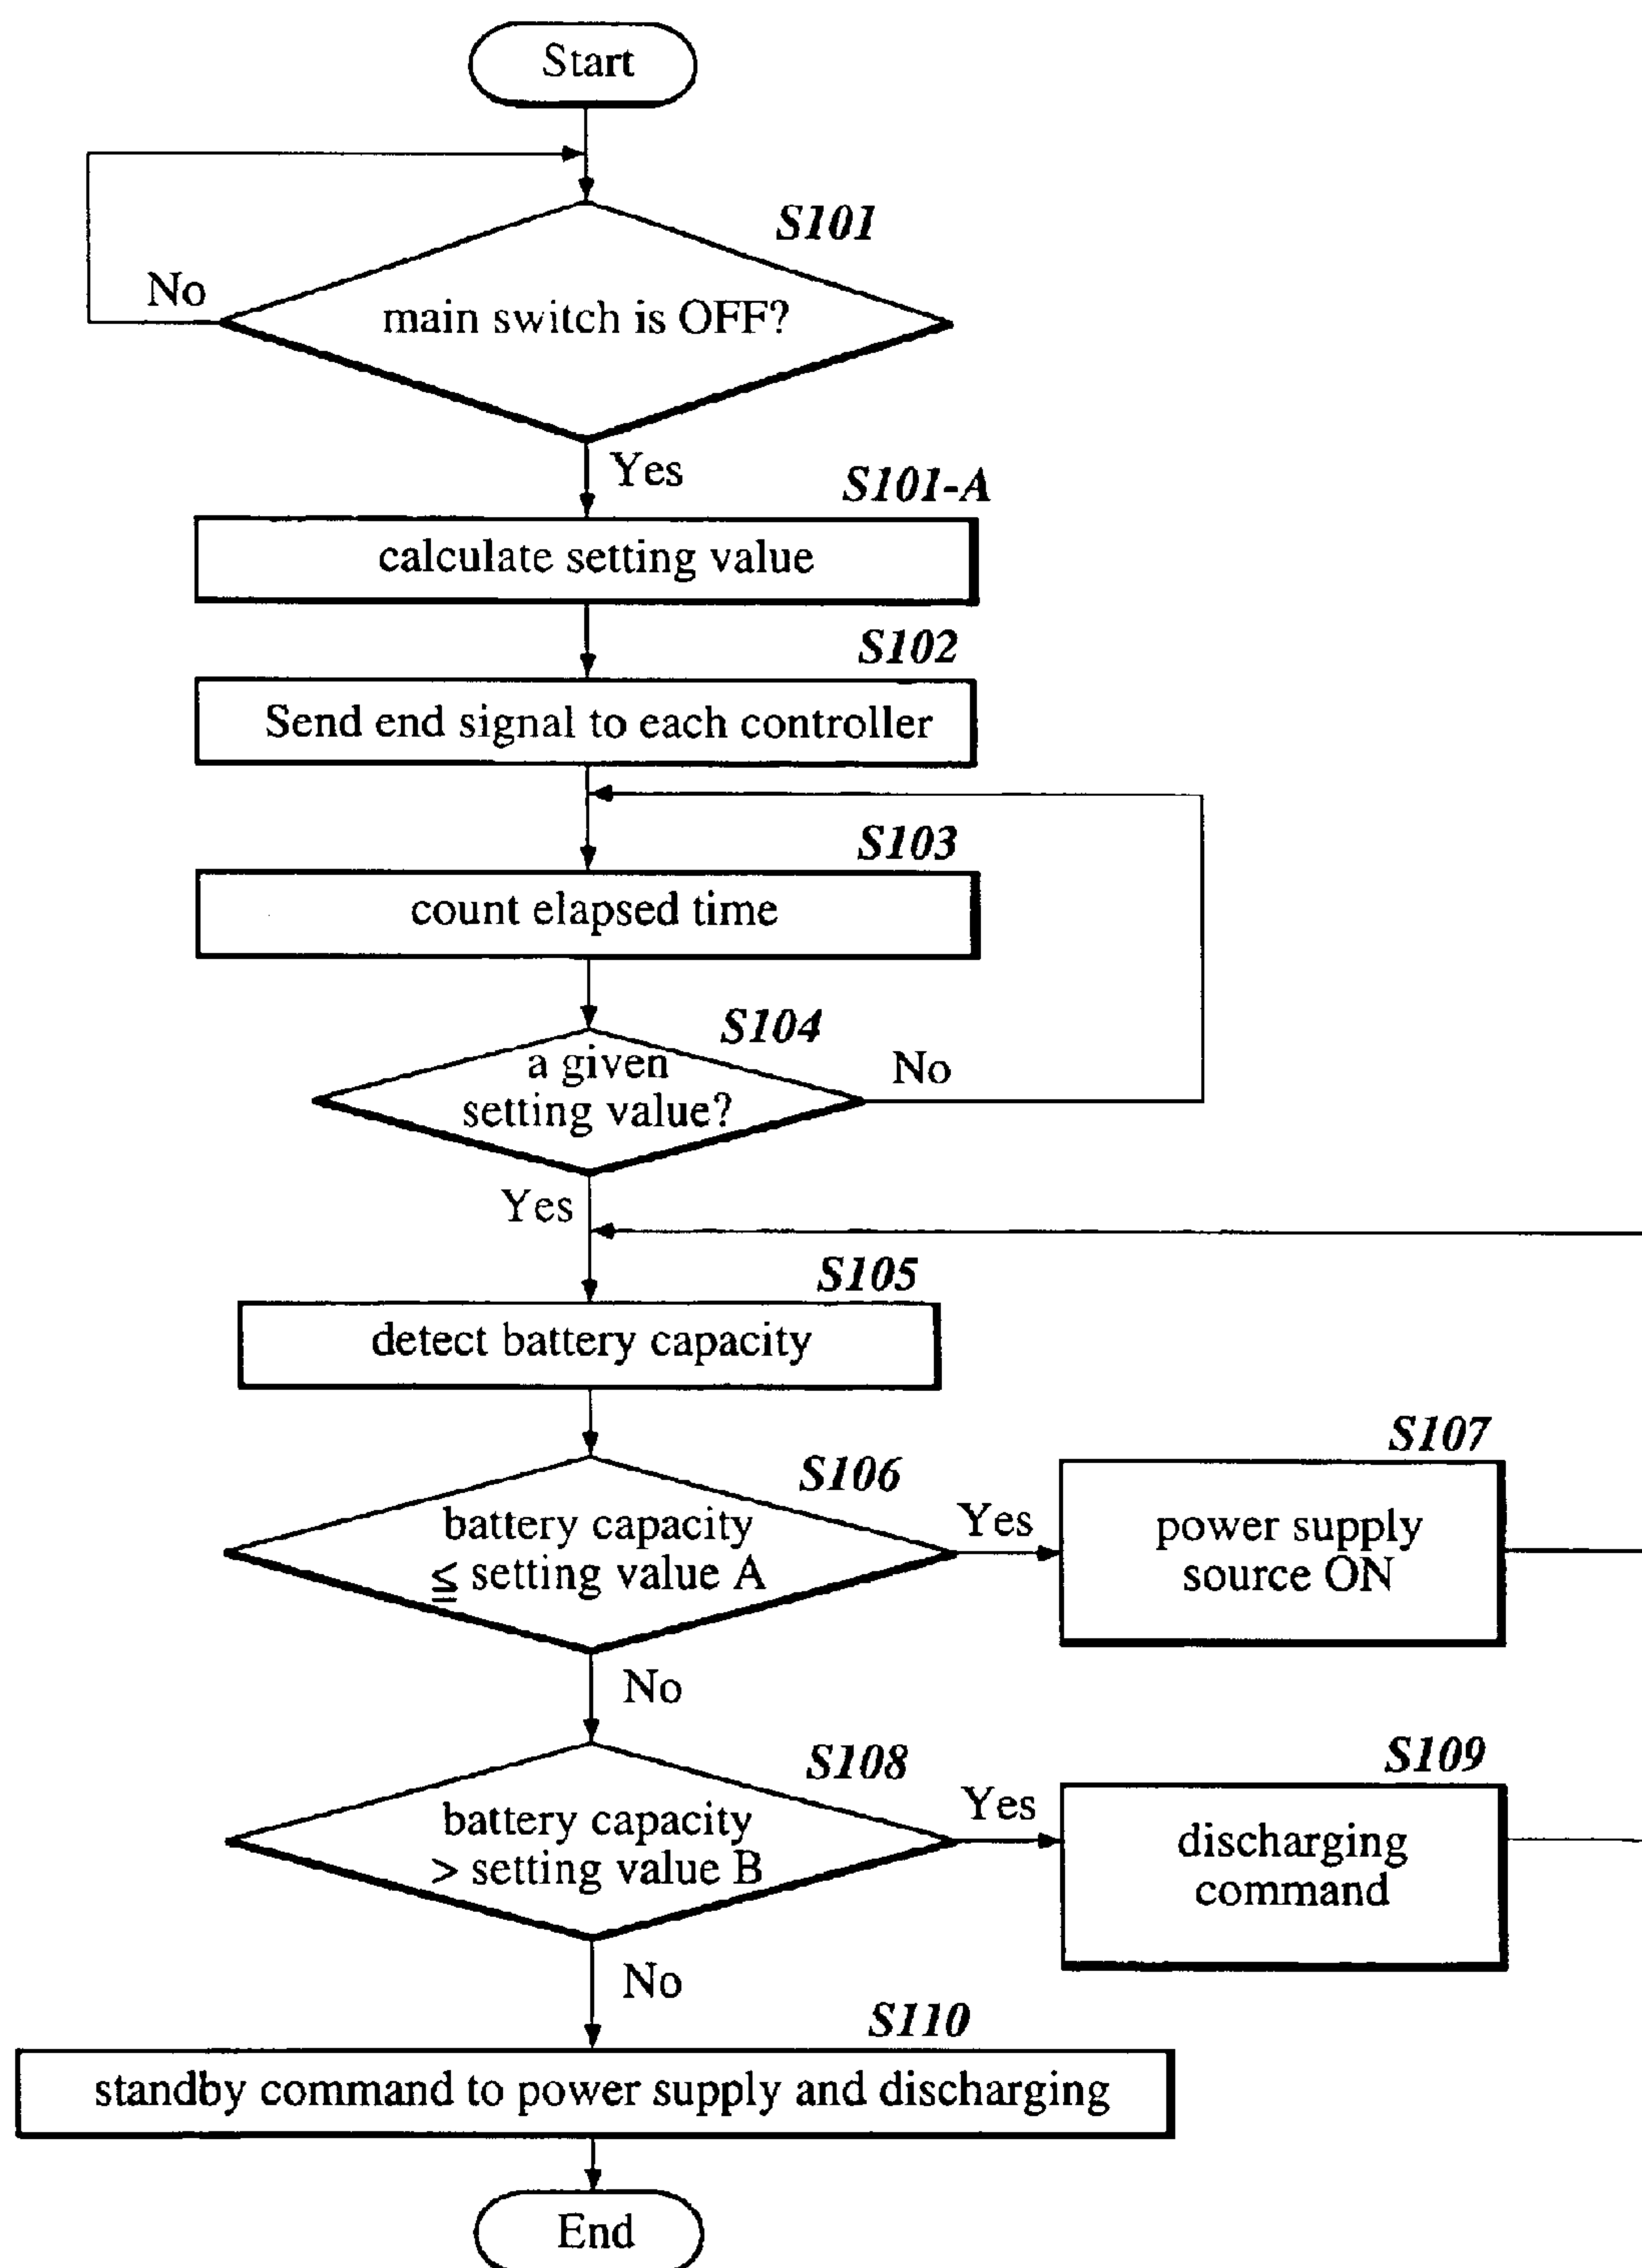 Start
S101
No
main switch is OFF?
Yes
S101-A
calculate setting value
S102
Send end signal to each controller
S103
count elapsed time
S104
a given
setting value?
No
Yes
S105
detect battery capacity
S106
battery capacity
≦ setting value A
Yes
S107
power supply
source ON
No
S108
battery capacity
> setting value B
Yes
S109
discharging
command
No
S110
standby command to power supply and discharging
End